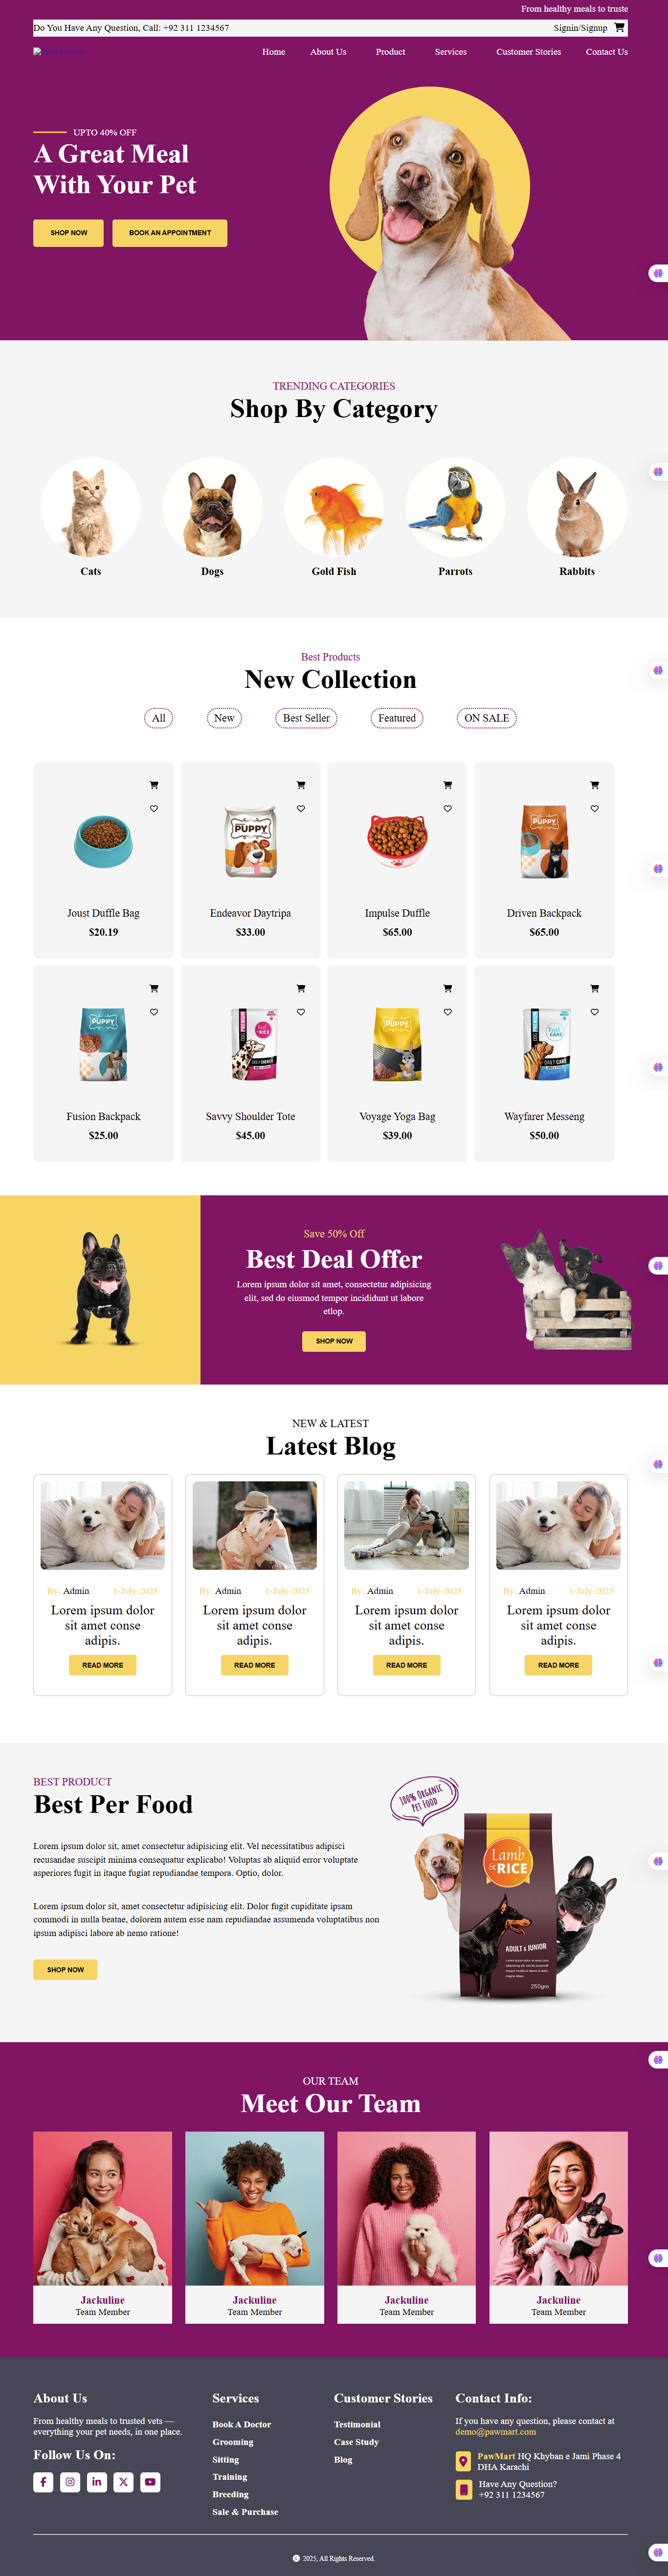 From healthy meals to truste
Do You Have Any Question, Call: +92 311 1234567
Signin/Signup
Home About Us Product Services Customer Stories Contact Us
UPTO 40% OFF
A Great Meal
With Your Pet
SHOP NOW BOOK AN APPOINTMENT
TRENDING CATEGORIES
Shop By Category
Cats Dogs Gold Fish Parrots Rabbits
Best Products
New Collection
All New Best Seller Featured ON SALE
PUPPY
PUPPY
Joust Duffle Bag Endeavor Daytripa Impulse Duffle Driven Backpack
$20.19 $33.00 $65.00 $65.00
PUPPY
PUPPY
Fusion Backpack Savvy Shoulder Tote Voyage Yoga Bag Wayfarer Messeng
$25.00 $45.00 $39.00 $50.00
Save 50% Off
Best Deal Offer
Lorem ipsum dolor sit amet, consectetur adipisicing
elit, sed do eiusmod tempor incididunt ut labore
etlop.
SHOP NOW
NEW & LATEST
Latest Blog
By: Admin 1-July-2025 By: Admin 1-July-2025 By: Admin 1-July-2025 By: Admin 1-July-2025
Lorem ipsum dolor Lorem ipsum dolor Lorem ipsum dolor Lorem ipsum dolor
sit amet conse sit amet conse sit amet conse sit amet conse
adipis. adipis. adipis. adipis.
READ MORE READ MORE READ MORE READ MORE
BEST PRODUCT
Best Per Food
Lorem ipsum dolor sit amet, consectetur adipisicing elit. Vel necessitatibus adipisci
recusandae suscipit minima consequatur explicabo! Voluptas ab aliquid error voluptate
asperiores fugit in itaque fugiat repudiandae tempora. Optio, dolor.
Lorem ipsum dolor sit amet, consectetur adipisicing elit. Dolor fugit cupiditate ipsam
commodi in nulla beatae, dolorem autem esse nam repudiandae assumenda voluptatibus non
ipsum adipisci labore ab nemo ratione!
SHOP NOW
100% ORGANIC
PET FOOD
Lamb
& RICE
ADULT & JUNIOR
250gm
OUR TEAM
Meet Our Team
Jackuline Jackuline Jackuline Jackuline
Team Member Team Member Team Member Team Member
About Us
From healthy meals to trusted vets —
everything your pet needs, in one place.
Follow Us On:
Services
Book A Doctor
Grooming
Sitting
Training
Breeding
Sale & Purchase
Customer Stories
Testimonial
Case Study
Blog
Contact Info:
If you have any question, please contact at
demo@pawmart.com
PawMart HQ Khyban e Jami Phase 4
DHA Karachi
Have Any Question?
+92 311 1234567
2025, All Rights Reserved.